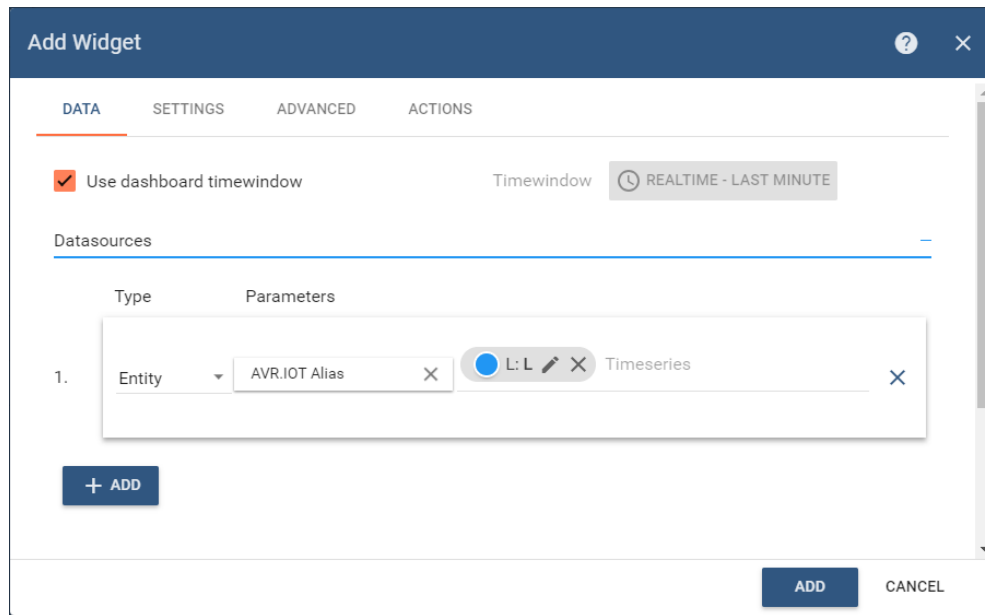 Add Widget
DATA SETTINGS ADVANCED ACTIONS
Use dashboard timewindow Timewindow REALTIME - LAST MINUTE
Datasources
Type Parameters
1. Entity AVR.IOT Alias L: L Timeseries
+ ADD
ADD CANCEL